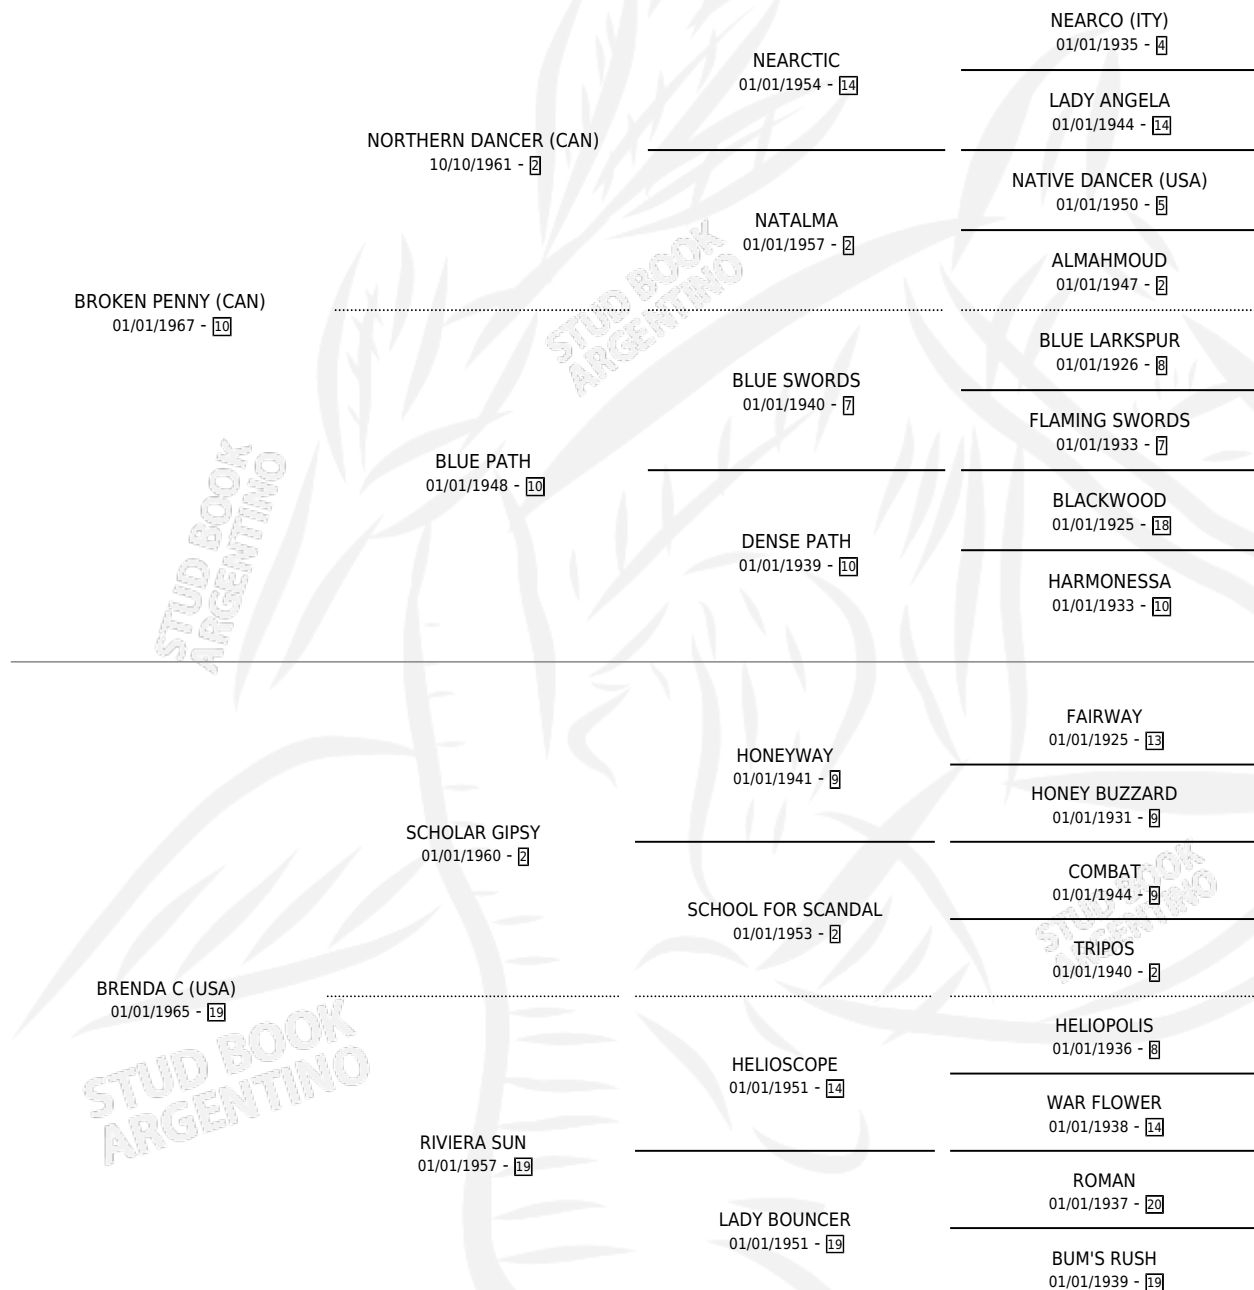 NEARCO (ITY)
01/01/1935 - 4
NEARCTIC
01/01/1954 - 14
LADY ANGELA
01/01/1944 - 14
NORTHERN DANCER (CAN)
10/10/1961 - 2
NATIVE DANCER (USA)
01/01/1950 - 5
NATALMA
01/01/1957 - 2
ALMAHMOUD
01/01/1947 - 2
BROKEN PENNY (CAN)
01/01/1967 - 10
BLUE LARKSPUR
01/01/1926 - 8
BLUE SWORDS
01/01/1940 - 7
FLAMING SWORDS
01/01/1933 - 7
BLUE PATH
01/01/1948 - 10
BLACKWOOD
01/01/1925 - 18
DENSE PATH
01/01/1939 - 10
HARMONESSA
01/01/1933 - 10
FAIRWAY
01/01/1925 - 13
HONEYWAY
01/01/1941 - 9
HONEY BUZZARD
01/01/1931 - 9
SCHOLAR GIPSY
01/01/1960 - 2
COMBAT
01/01/1944 - 9
SCHOOL FOR SCANDAL
01/01/1953 - 2
TRIPOS
01/01/1940 - 2
BRENDA C (USA)
01/01/1965 - 19
HELIOPOLIS
01/01/1936 - 8
HELIOSCOPE
01/01/1951 - 14
WAR FLOWER
01/01/1938 - 14
RIVIERA SUN
01/01/1957 - 19
ROMAN
01/01/1937 - 20
LADY BOUNCER
01/01/1951 - 19
BUM'S RUSH
01/01/1939 - 19
STUD BOOK
ARGENTINO
STUD BOOK
ARGENTINO
STUD BOOK
ARGENTINO
STUD BOOK
ARGENTINO